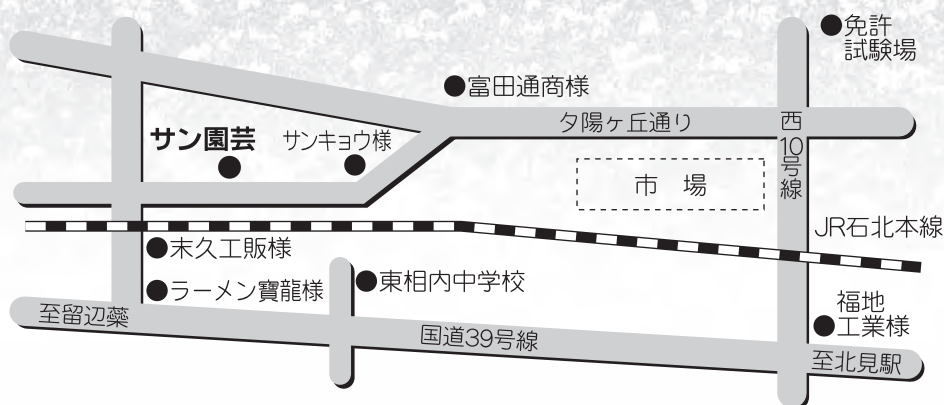 免許
試験場
富田通商様
夕陽ヶ丘通り
西10号線
サン園芸
サンキョウ様
市 場
JR石北本線
末久工販様
ラーメン寶龍様
東相内中学校
福地
工業様
至留辺蘂
国道39号線
至北見駅